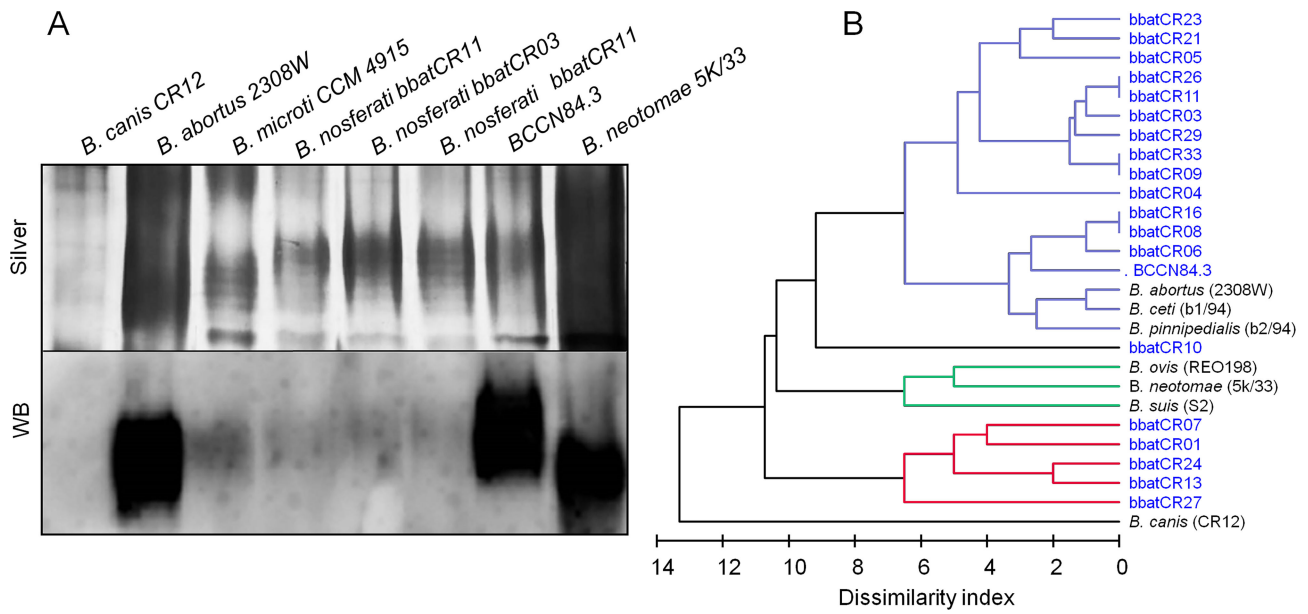 A
B. canis CR12
B. abortus 2308W
B. microti CCM 4915
B. nosferati bbatCR11
B. nosferati bbatCR03
B. nosferati bbatCR11
BCCN84.3
B. neotomae 5K/33
Silver
WB
B
bbatCR23
bbatCR21
bbatCR05
bbatCR26
bbatCR11
bbatCR03
bbatCR29
bbatCR33
bbatCR09
bbatCR04
bbatCR16
bbatCR08
bbatCR06
. BCCN84.3
B. abortus (2308W)
B. ceti (b1/94)
B. pinnipedialis (b2/94)
bbatCR10
B. ovis (REO198)
B. neotomae (5k/33)
B. suis (S2)
bbatCR07
bbatCR01
bbatCR24
bbatCR13
bbatCR27
B. canis (CR12)
14 12 10 8 6 4 2 0
Dissimilarity index